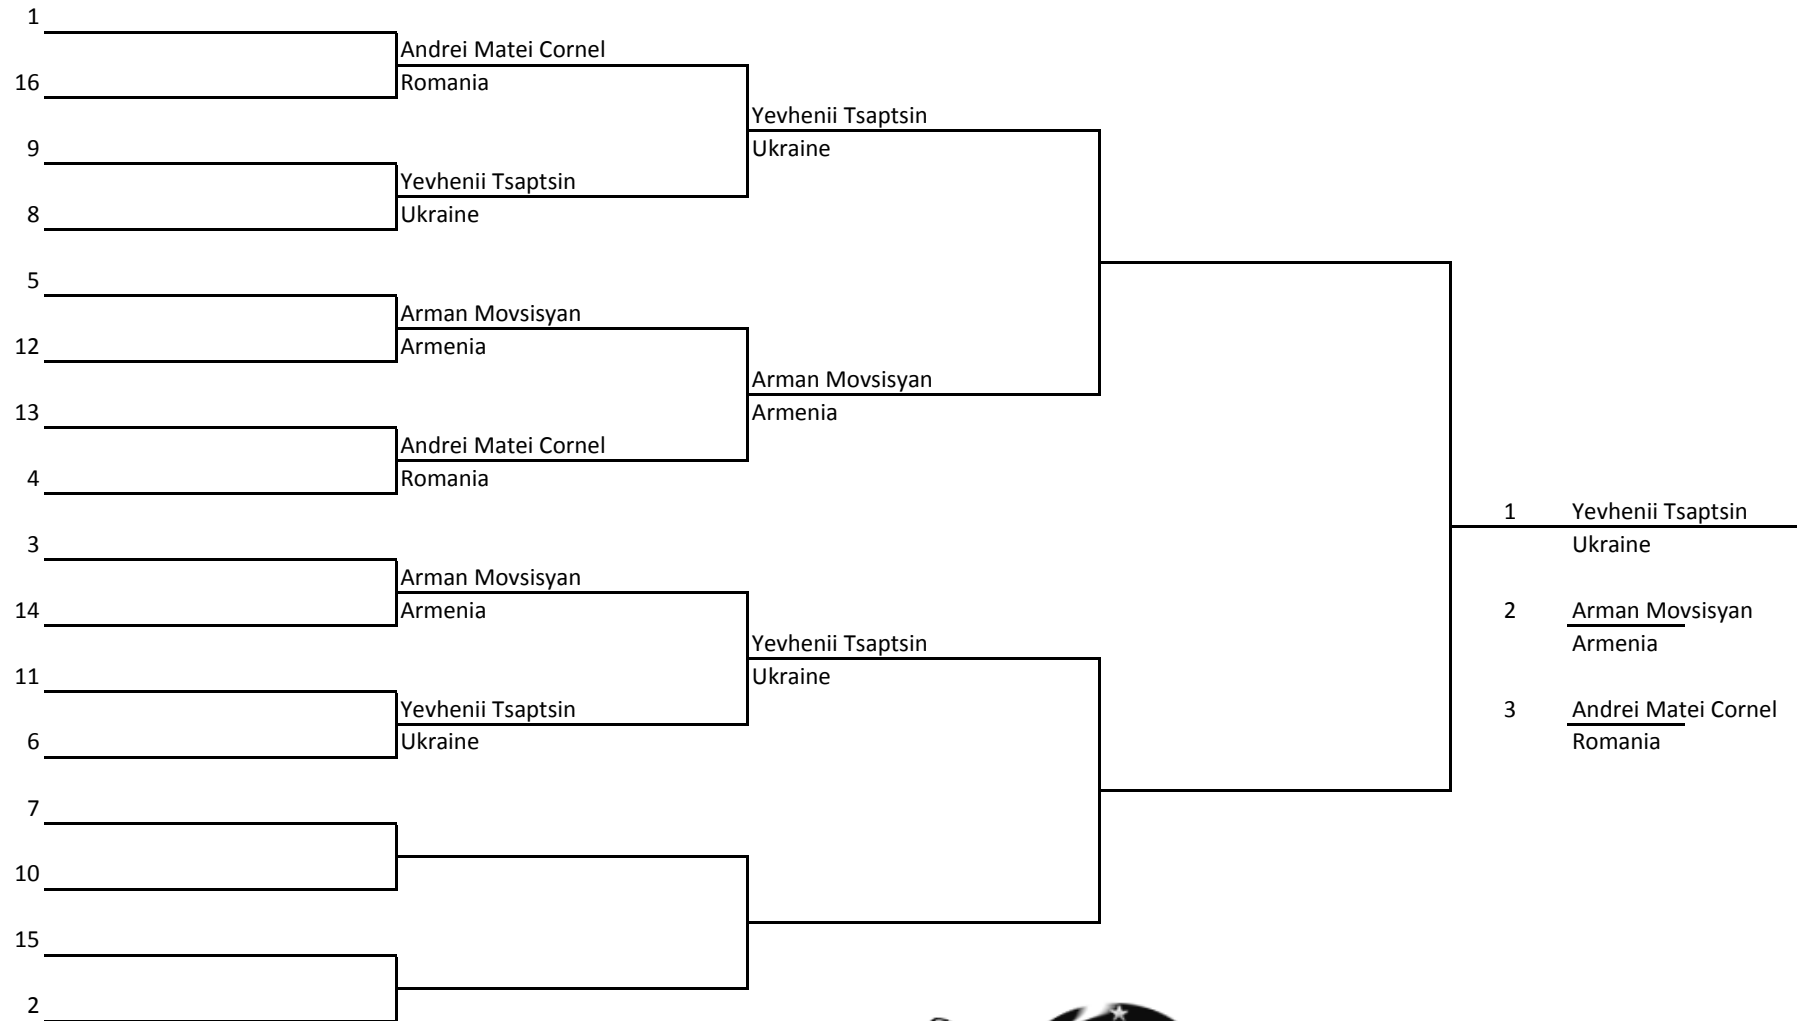 1
Andrei Matei Cornel
16
Romania
Yevhenii Tsaptsin
9
Ukraine
Yevhenii Tsaptsin
8
Ukraine
5
Arman Movsisyan
12
Armenia
Arman Movsisyan
13
Armenia
Andrei Matei Cornel
4
Romania
1 Yevhenii Tsaptsin
3
Ukraine
Arman Movsisyan
14
Armenia
2 Arman Movsisyan
Yevhenii Tsaptsin
Armenia
11
Ukraine
Yevhenii Tsaptsin
3 Andrei Matei Cornel
6
Ukraine
Romania
7
10
15
2